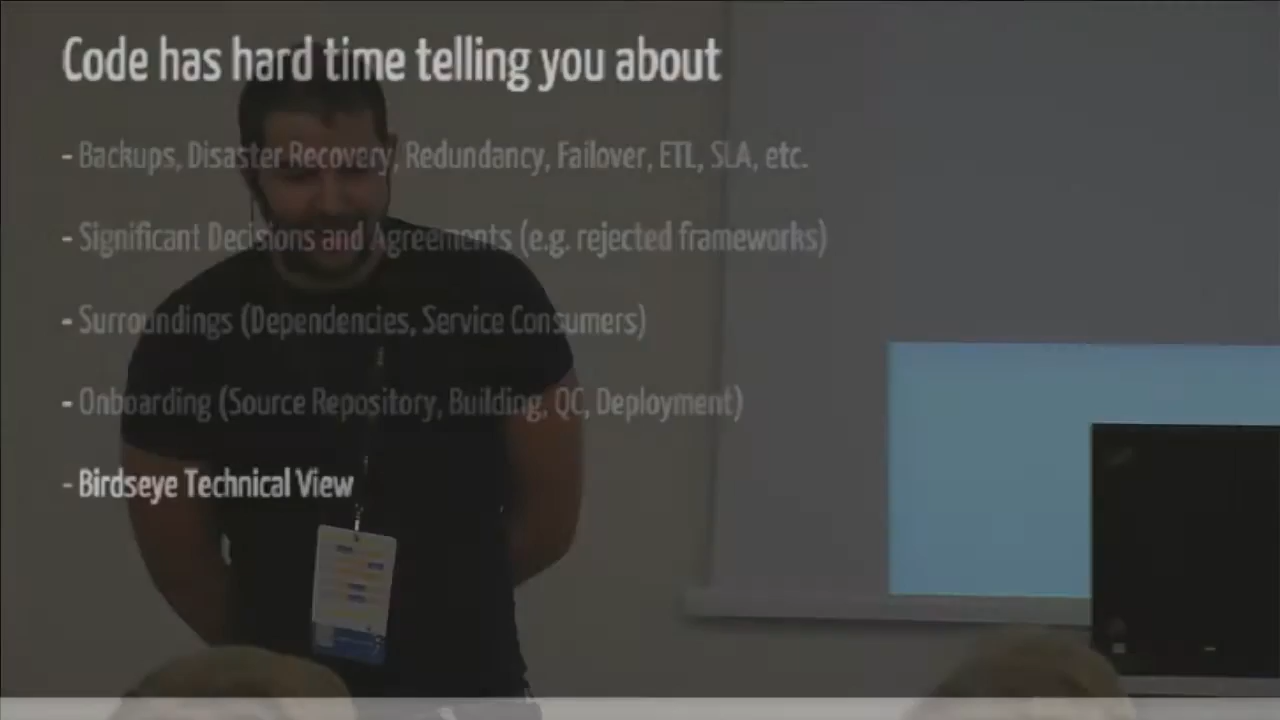 Code has hard time telling you about
- Backups, Disaster Recovery, Redundancy, Failover, ETL, SLA, etc.
- Significant Decisions and Agreements (e.g. rejected frameworks)
- Surroundings (Dependencies, Service Consumers)
- Onboarding (Source Repository, Building, QC, Deployment)
- Birdseye Technical View